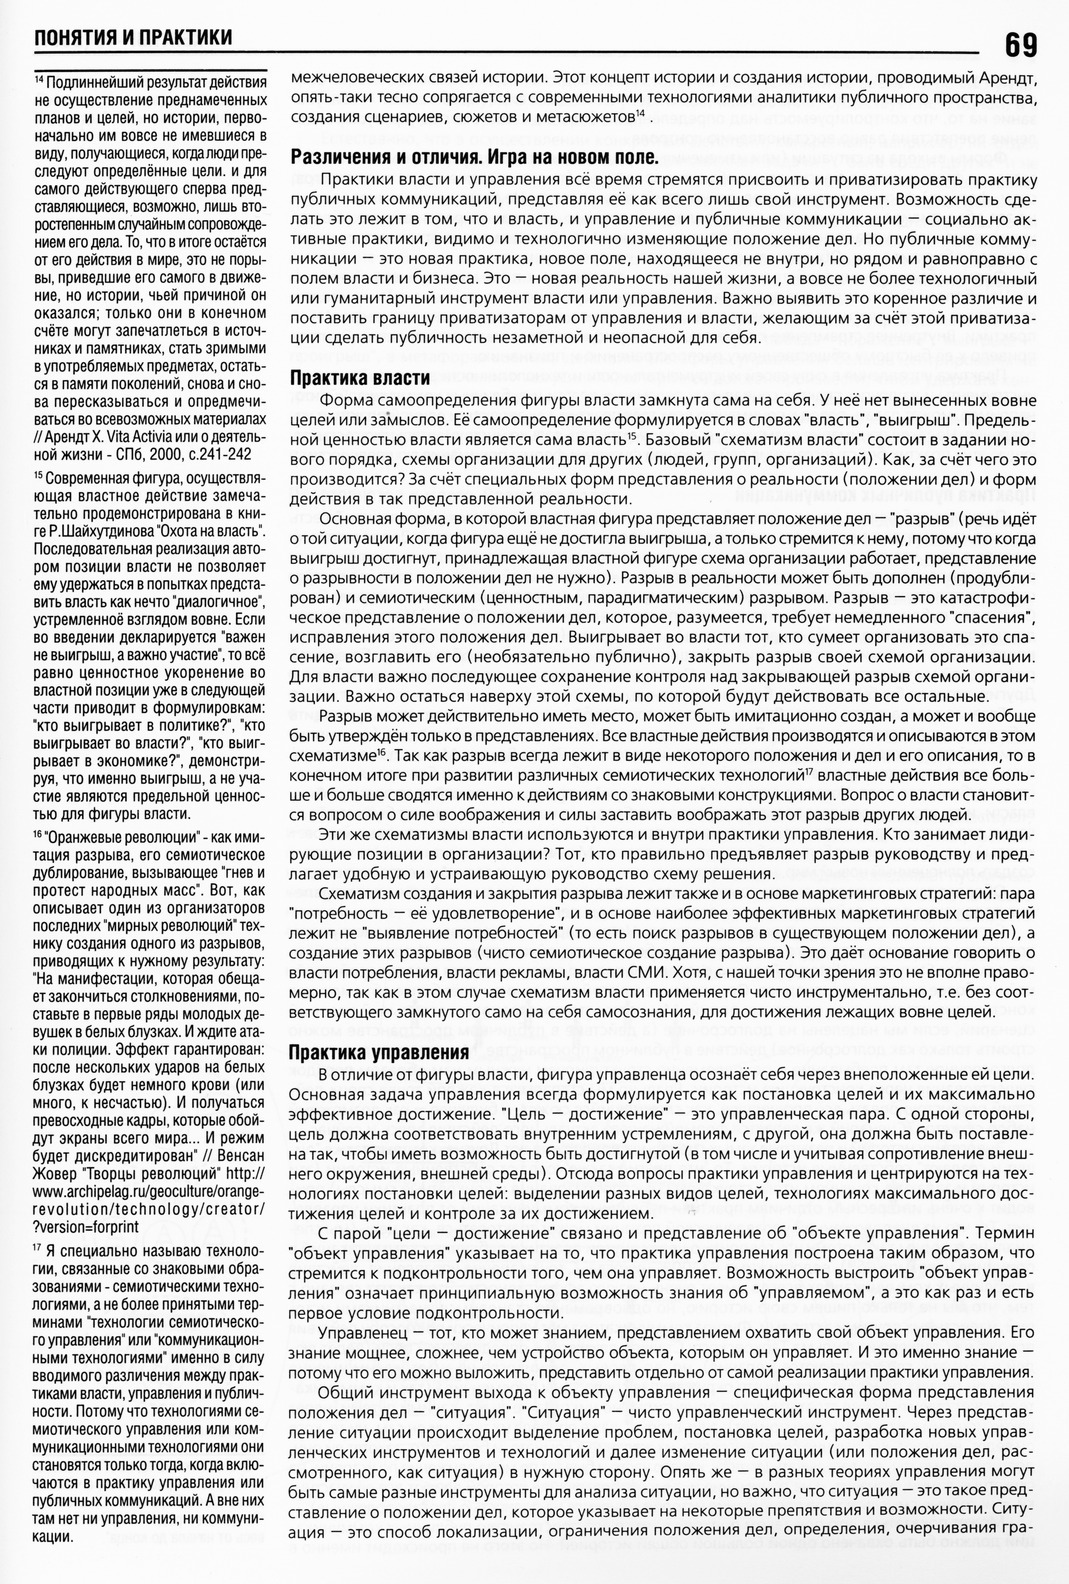 ПОНЯТИЯ И ПРАКТИКИ
69
14 Подлиннейший результат действия
не осуществление преднамеченных
планов и целей, но истории, перво-
начально им вовсе не имевшиеся в
виду, получающиеся, когда люди пре-
следуют определённые цели. и для
самого действующего сперва пред-
ставляющиеся, возможно, лишь вто-
ростепенным случайным сопровожде-
нием его дела. То, что в итоге остаётся
от его действия в мире, это не поры-
вы, приведшие его самого в движе-
ние, но истории, чьей причиной он
оказался; только они в конечном
счёте могут запечатлеться в источ-
никах и памятниках, стать зримыми
в употребляемых предметах, остать-
ся в памяти поколений, снова и сно-
ва пересказываться и опредмечи-
ваться во всевозможных материалах
// Арендт Х. Vita Activia или о деятель-
ной жизни - СПб, 2000, с.241-242
15 Современная фигура, осуществля-
ющая властное действие замеча-
тельно продемонстрирована в кни-
ге Р.Шайхутдинова "Охота на власть".
Последовательная реализация авто-
ром позиции власти не позволяет
ему удержаться в попытках предста-
вить власть как нечто "диалогичное",
устремленноё взглядом вовне. Если
во введении декларируется "важен
не выигрыш, а важно участие", то всё
равно ценностное укоренение во
властной позиции уже в следующей
части приводит в формулировкам:
"кто выигрывает в политике?", "кто
выигрывает во власти?", "кто выиг-
рывает в экономике?", демонстри-
руя, что именно выигрыш, а не уча-
стие являются предельной ценнос-
тью для фигуры власти.
16 "Оранжевые революции" - как ими-
тация разрыва, его семиотическое
дублирование, вызывающее "гнев и
протест народных масс". Вот, как
описывает один из организаторов
последних "мирных революций" тех-
нику создания одного из разрывов,
приводящих к нужному результату:
"На манифестации, которая обеща-
ет закончиться столкновениями, по-
ставьте в первые ряды молодых де-
вушек в белых блузках. И ждите ата-
ки полиции. Эффект гарантирован:
после нескольких ударов на белых
блузках будет немного крови (или
много, к несчастью). И получаться
превосходные кадры, которые обой-
дут экраны всего мира... И режим
будет дискредитирован" // Венсан
Жовер "Творцы революций" http://
www.archipelag.ru/geoculture/orange-
revolution/technology/creator/
?version=forprint
17 Я специально называю техноло-
гии, связанные со знаковыми обра-
зованиями - семиотическими техно-
логиями, а не более принятыми тер-
минами "технологии семиотическо-
го управления" или "коммуникацион-
ными технологиями" именно в силу
вводимого различения между прак-
тиками власти, управления и публич-
ности. Потому что технологиями се-
миотического управления или ком-
муникационными технологиями они
становятся только тогда, когда вклю-
чаются в практику управления или
публичных коммуникаций. А вне них
там нет ни управления, ни коммуни-
кации.
межчеловеческих связей истории. Этот концепт истории и создания истории, проводимый Арендт,
опять-таки тесно сопрягается с современными технологиями аналитики публичного пространства,
создания сценариев, сюжетов и метасюжетов14 .
Различения и отличия. Игра на новом поле.
Практики власти и управления всё время стремятся присвоить и приватизировать практику
публичных коммуникаций, представляя её как всего лишь свой инструмент. Возможность сде-
лать это лежит в том, что и власть, и управление и публичные коммуникации — социально ак-
тивные практики, видимо и технологично изменяющие положение дел. Но публичные комму-
никации — это новая практика, новое поле, находящееся не внутри, но рядом и равноправно с
полем власти и бизнеса. Это — новая реальность нашей жизни, а вовсе не более технологичный
или гуманитарный инструмент власти или управления. Важно выявить это коренное различие и
поставить границу приватизаторам от управления и власти, желающим за счёт этой приватиза-
ции сделать публичность незаметной и неопасной для себя.
Практика власти
Форма самоопределения фигуры власти замкнута сама на себя. У неё нет вынесенных вовне
целей или замыслов. Её самоопределение формулируется в словах "власть", "выигрыш". Предель-
ной ценностью власти является сама власть15. Базовый "схематизм власти" состоит в задании но-
вого порядка, схемы организации для других (людей, групп, организаций). Как, за счёт чего это
производится? За счёт специальных форм представления о реальности (положении дел) и форм
действия в так представленной реальности.
Основная форма, в которой властная фигура представляет положение дел — "разрыв" (речь идёт
о той ситуации, когда фигура ещё не достигла выигрыша, а только стремится к нему, потому что когда
выигрыш достигнут, принадлежащая властной фигуре схема организации работает, представление
о разрывности в положении дел не нужно). Разрыв в реальности может быть дополнен (продубли-
рован) и семиотическим (ценностным, парадигматическим) разрывом. Разрыв — это катастрофи-
ческое представление о положении дел, которое, разумеется, требует немедленного "спасения",
исправления этого положения дел. Выигрывает во власти тот, кто сумеет организовать это спа-
сение, возглавить его (необязательно публично), закрыть разрыв своей схемой организации.
Для власти важно последующее сохранение контроля над закрывающей разрыв схемой органи-
зации. Важно остаться наверху этой схемы, по которой будут действовать все остальные.
Разрыв может действительно иметь место, может быть имитационно создан, а может и вообще
быть утверждён только в представлениях. Все властные действия производятся и описываются в этом
схематизме16. Так как разрыв всегда лежит в виде некоторого положения и дел и его описания, то в
конечном итоге при развитии различных семиотических технологий17 властные действия все боль-
ше и больше сводятся именно к действиям со знаковыми конструкциями. Вопрос о власти становит-
ся вопросом о силе воображения и силы заставить воображать этот разрыв других людей.
Эти же схематизмы власти используются и внутри практики управления. Кто занимает лиди-
рующие позиции в организации? Тот, кто правильно предъявляет разрыв руководству и пред-
лагает удобную и устраивающую руководство схему решения.
Схематизм создания и закрытия разрыва лежит также и в основе маркетинговых стратегий: пара
"потребность — её удовлетворение", и в основе наиболее эффективных маркетинговых стратегий
лежит не "выявление потребностей" (то есть поиск разрывов в существующем положении дел), а
создание этих разрывов (чисто семиотическое создание разрыва). Это даёт основание говорить о
власти потребления, власти рекламы, власти СМИ. Хотя, с нашей точки зрения это не вполне право-
мерно, так как в этом случае схематизм власти применяется чисто инструментально, т.е. без соот-
ветствующего замкнутого само на себя самосознания, для достижения лежащих вовне целей.
Практика управления
В отличие от фигуры власти, фигура управленца осознаёт себя через внеположенные ей цели.
Основная задача управления всегда формулируется как постановка целей и их максимально
эффективное достижение. "Цель — достижение" — это управленческая пара. С одной стороны,
цель должна соответствовать внутренним устремлениям, с другой, она должна быть поставле-
на так, чтобы иметь возможность быть достигнутой (в том числе и учитывая сопротивление внеш-
него окружения, внешней среды). Отсюда вопросы практики управления и центрируются на тех-
нологиях постановки целей: выделении разных видов целей, технологиях максимального дос-
тижения целей и контроле за их достижением.
С парой "цели — достижение" связано и представление об "объекте управления". Термин
"объект управления" указывает на то, что практика управления построена таким образом, что
стремится к подконтрольности того, чем она управляет. Возможность выстроить "объект управ-
ления" означает принципиальную возможность знания об "управляемом", а это как раз и есть
первое условие подконтрольности.
Управленец — тот, кто может знанием, представлением охватить свой объект управления. Его
знание мощнее, сложнее, чем устройство объекта, которым он управляет. И это именно знание —
потому что его можно выложить, представить отдельно от самой реализации практики управления.
Общий инструмент выхода к объекту управления — специфическая форма представления
положения дел — "ситуация". "Ситуация" — чисто управленческий инструмент. Через представ-
ление ситуации происходит выделение проблем, постановка целей, разработка новых управ-
ленческих инструментов и технологий и далее изменение ситуации (или положения дел, рас-
смотренного, как ситуация) в нужную сторону. Опять же — в разных теориях управления могут
быть самые разные инструменты для анализа ситуации, но важно, что ситуация — это такое пред-
ставление о положении дел, которое указывает на некоторые препятствия и возможности. Ситу-
ация — это способ локализации, ограничения положения дел, определения, очерчивания гра-